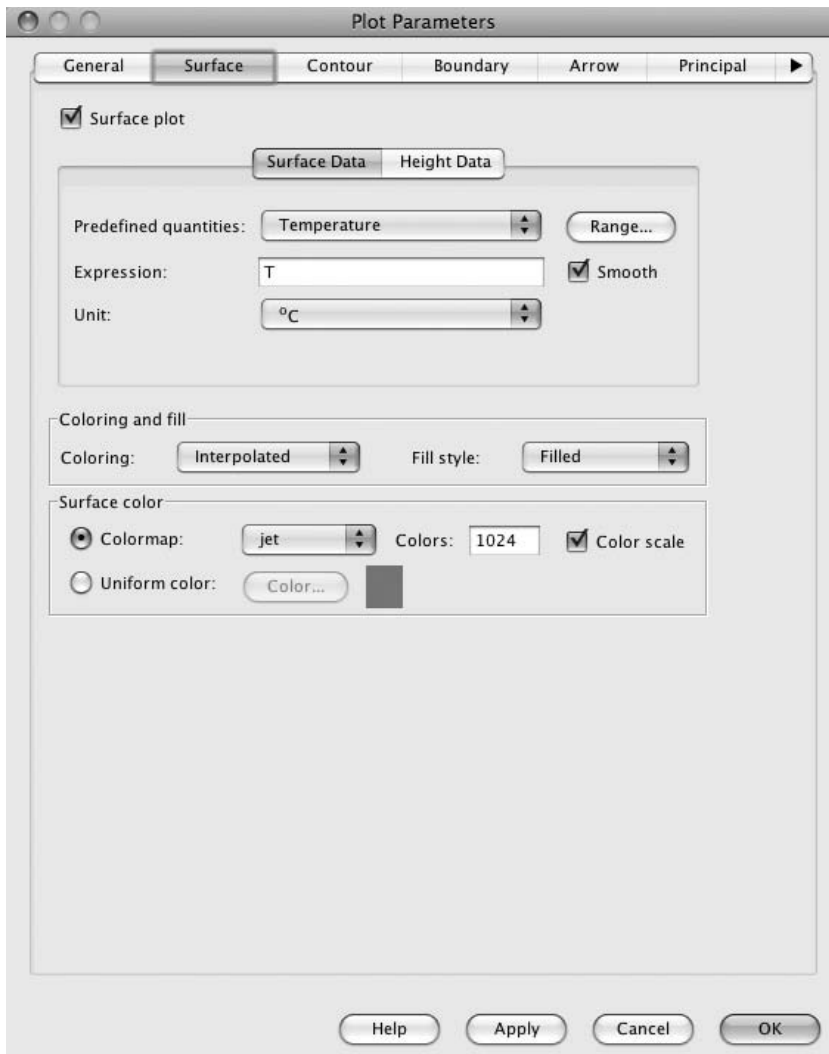 Plot Parameters
General Surface Contour Boundary Arrow Principal
Surface plot
Surface Data Height Data
Predefined quantities: Temperature Range...
Expression: T Smooth
Unit: ºC
Coloring and fill
Coloring: Interpolated Fill style: Filled
Surface color
Colormap: jet Colors: 1024 Color scale
Uniform color: Color...
Help Apply Cancel OK